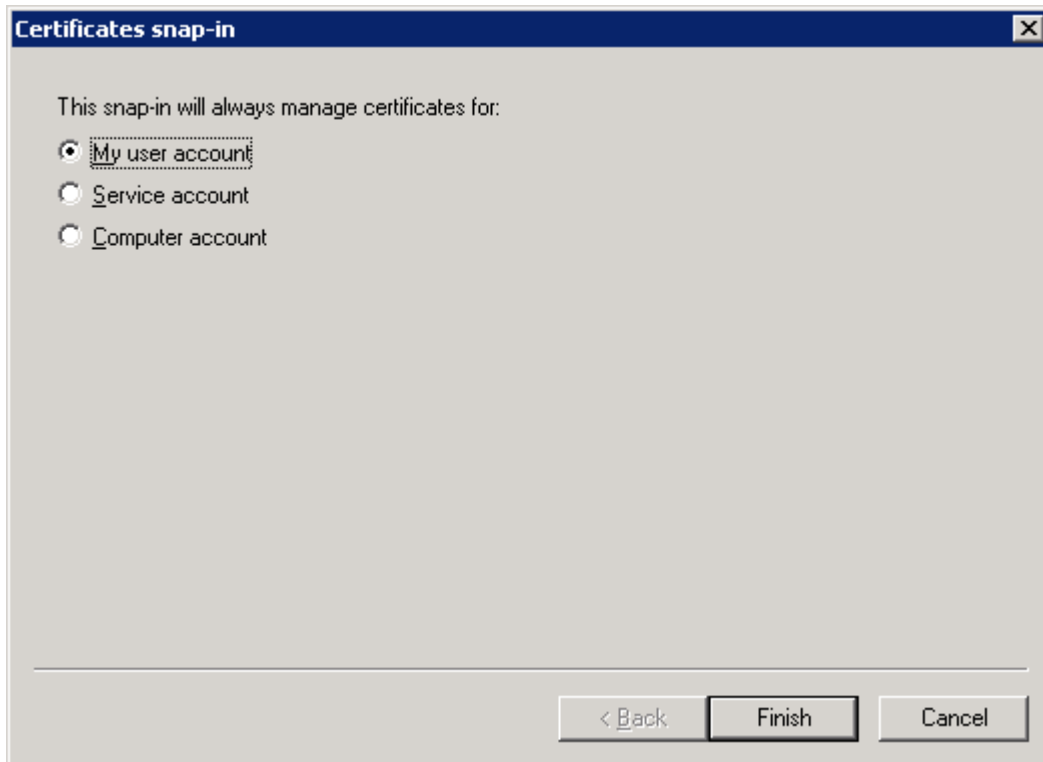 Certificates snap-in
This snap-in will always manage certificates for:
My user account
Service account
Computer account
< Back
Finish
Cancel